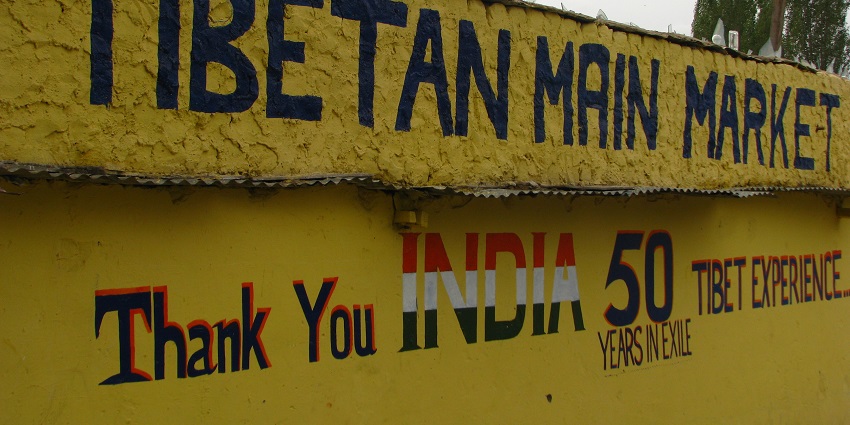 TIBETAN MAIN MARKET
Thank You INDIA 50 TIBET EXPERIENCE...
YEARS IN EXILE